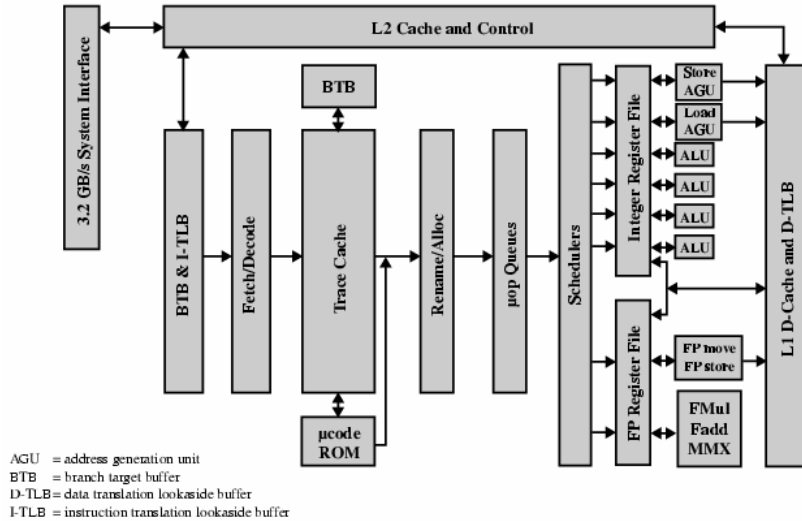 L2 Cache and Control
3.2 GB/s System Interface
BTB & I-TLB
Fetch/Decode
BTB
Trace Cache
µcode
ROM
Rename/Alloc
µop Queues
Schedulers
Integer Register File
FP Register File
Store
AGU
Load
AGU
ALU
ALU
ALU
ALU
FP move
FP store
FMul
Fadd
MMX
L1 D-Cache and D-TLB
AGU = address generation unit
BTB = branch target buffer
D-TLB= data translation lookaside buffer
I-TLB = instruction translation lookaside buffer